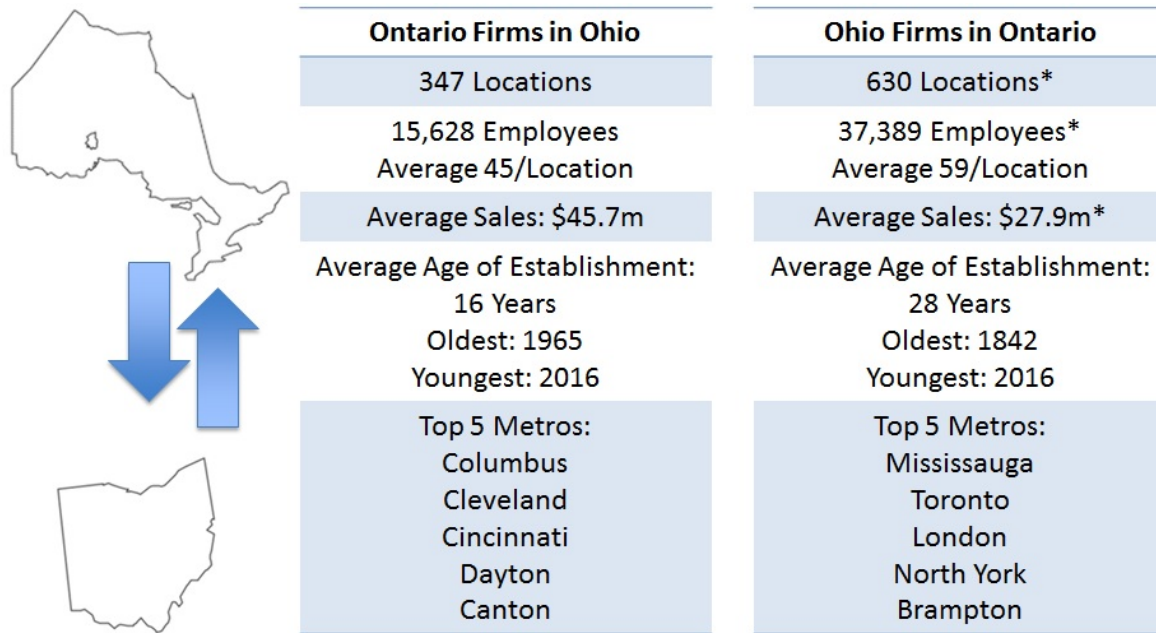 Ontario Firms in Ohio
347 Locations
15,628 Employees
Average 45/Location
Average Sales: $45.7m
Average Age of Establishment:
16 Years
Oldest: 1965
Youngest: 2016
Top 5 Metros:
Columbus
Cleveland
Cincinnati
Dayton
Canton
Ohio Firms in Ontario
630 Locations*
37,389 Employees*
Average 59/Location
Average Sales: $27.9m*
Average Age of Establishment:
28 Years
Oldest: 1842
Youngest: 2016
Top 5 Metros:
Mississauga
Toronto
London
North York
Brampton